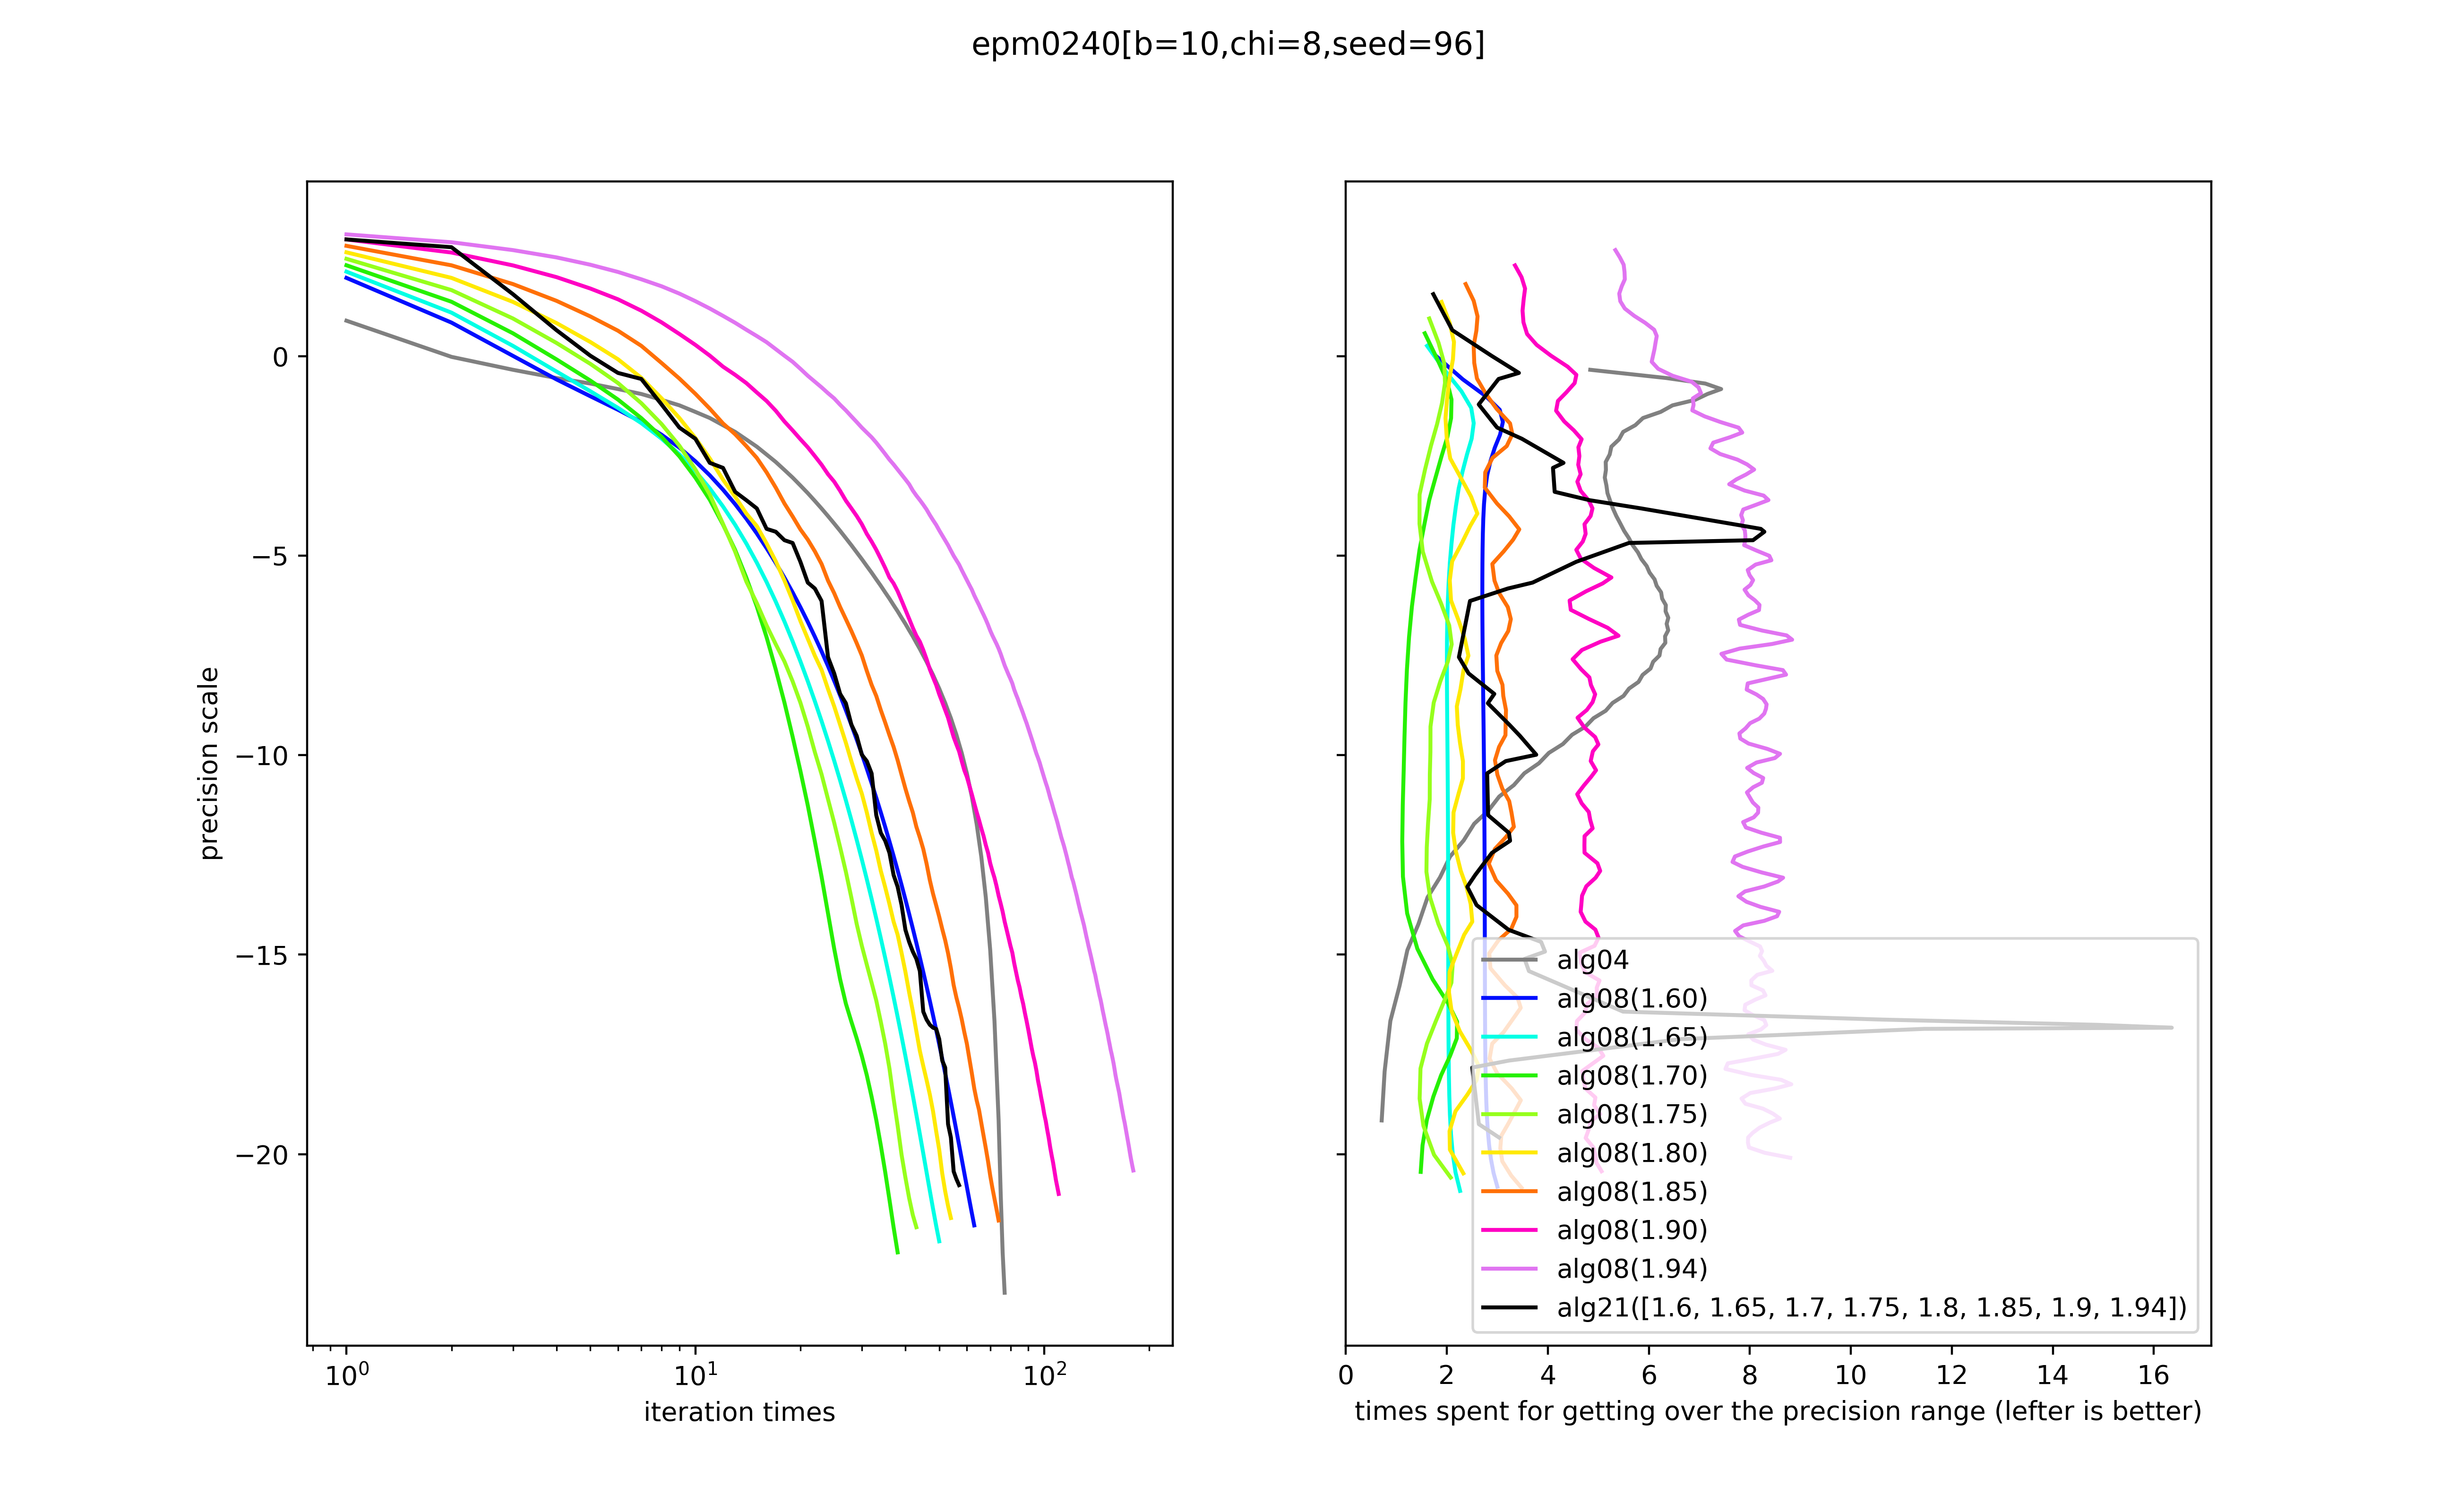 epm0240[b=10,chi=8,seed=96]
precision scale
0
−5
−10
−15
−20
10⁰ 10¹ 10²
iteration times
alg04
alg08(1.60)
alg08(1.65)
alg08(1.70)
alg08(1.75)
alg08(1.80)
alg08(1.85)
alg08(1.90)
alg08(1.94)
alg21([1.6, 1.65, 1.7, 1.75, 1.8, 1.85, 1.9, 1.94])
0 2 4 6 8 10 12 14 16
times spent for getting over the precision range (lefter is better)